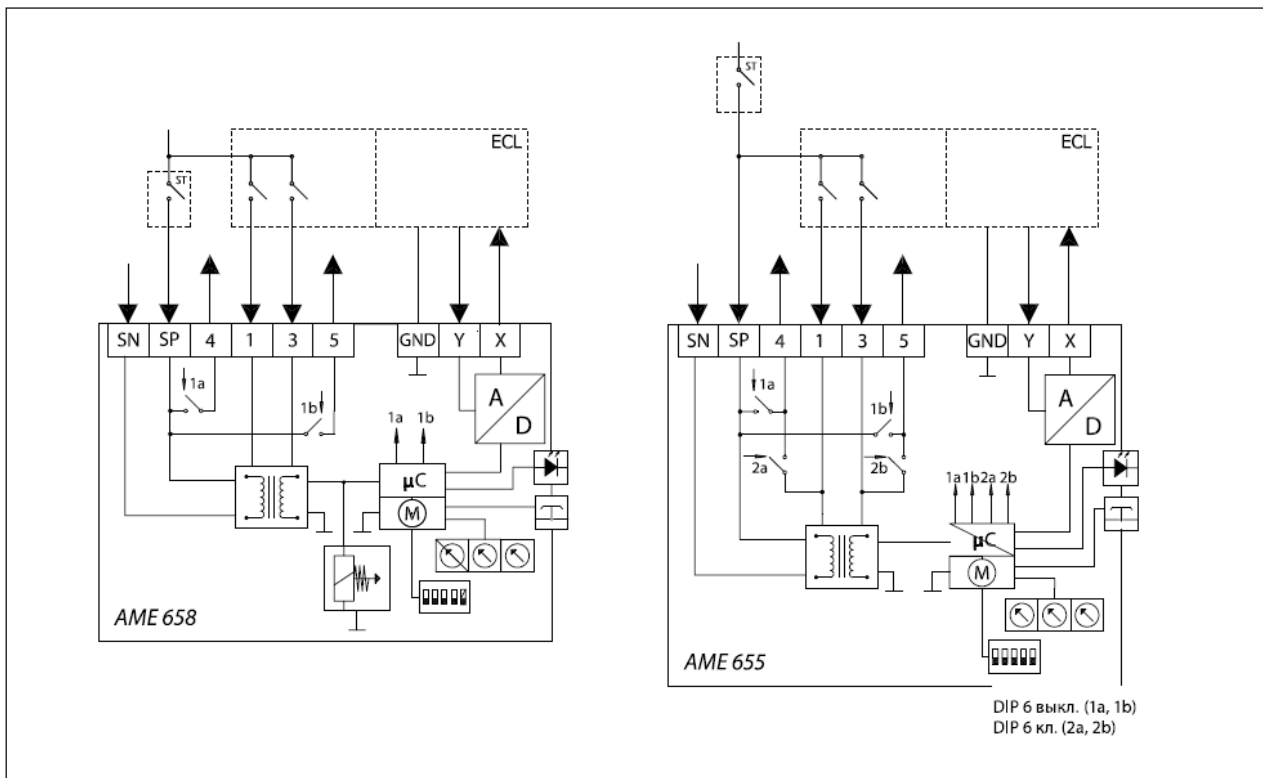 ST
ECL
SN SP 4 1 3 5 GND Y X
1a
1b
A
D
1a 1b
µC
M
AME 658
ST
ECL
SN SP 4 1 3 5 GND Y X
1a
1b
A
D
2a
2b
1a 1b 2a 2b
µC
M
AME 655
DIP 6 выкл. (1a, 1b)
DIP 6 кл. (2a, 2b)